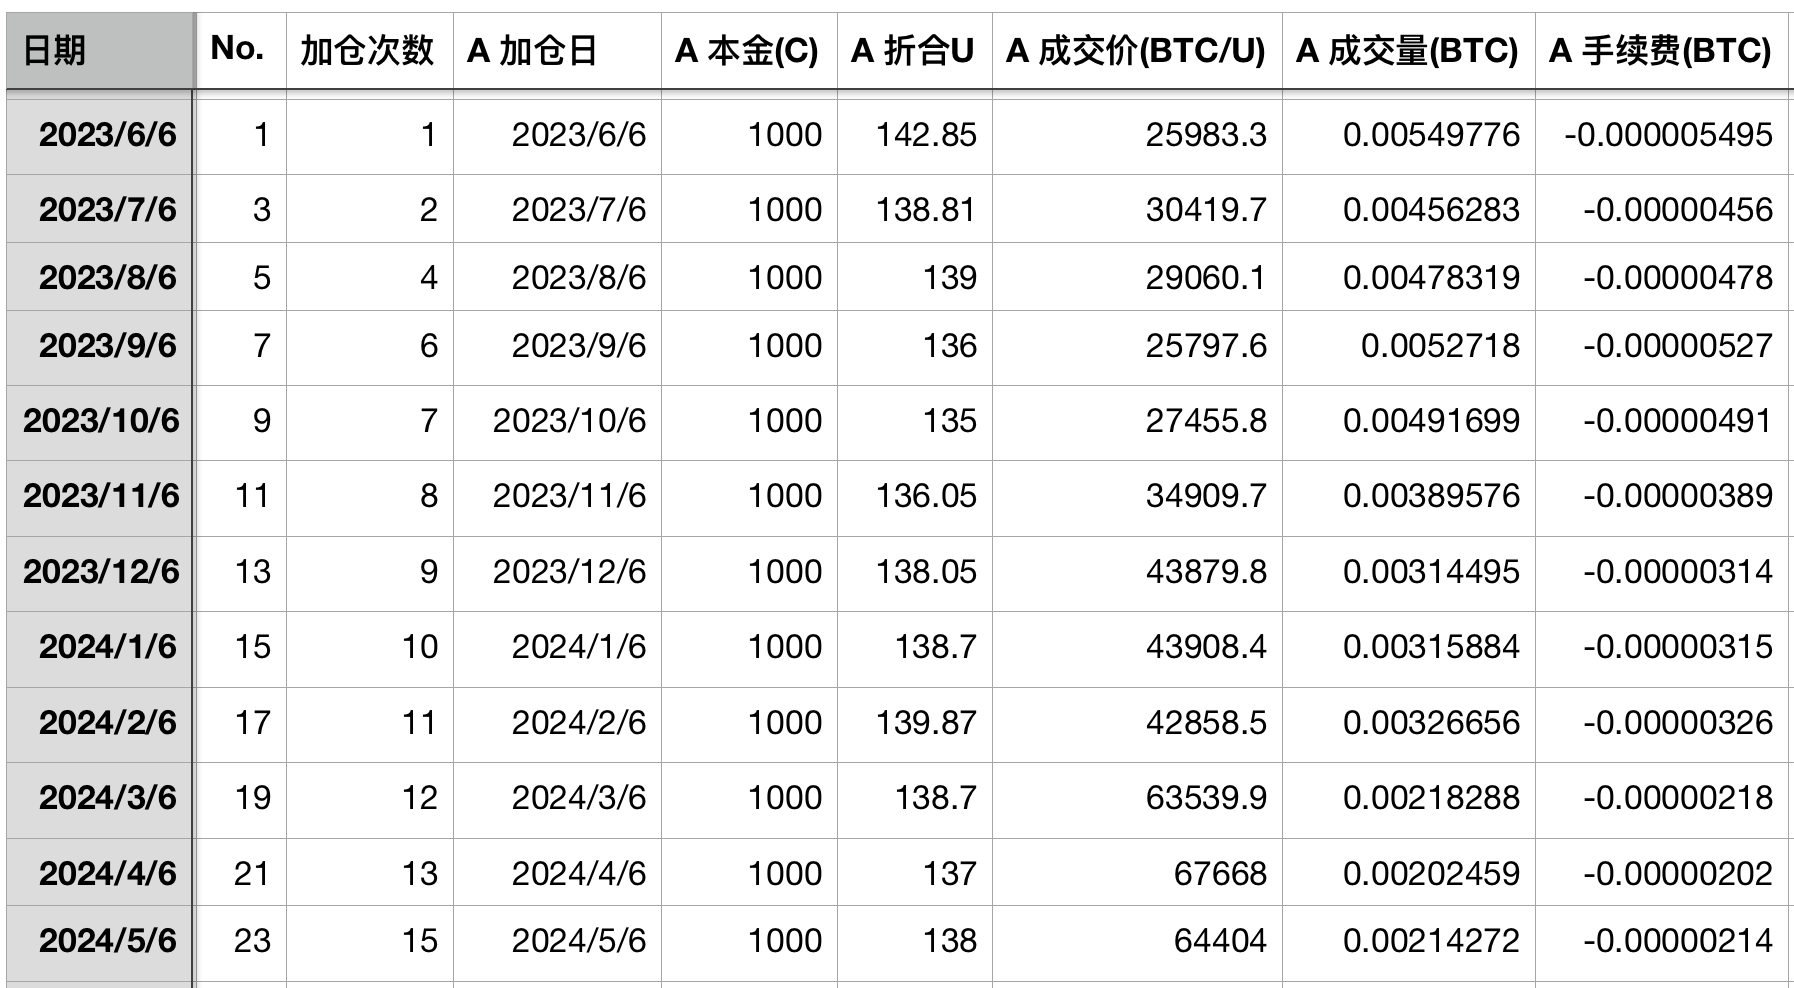 日期 No. 加仓次数 A 加仓日 A 本金(C) A 折合U A 成交价(BTC/U) A 成交量(BTC) A 手续费(BTC)
2023/6/6 1 1 2023/6/6 1000 142.85 25983.3 0.00549776 -0.000005495
2023/7/6 3 2 2023/7/6 1000 138.81 30419.7 0.00456283 -0.00000456
2023/8/6 5 4 2023/8/6 1000 139 29060.1 0.00478319 -0.00000478
2023/9/6 7 6 2023/9/6 1000 136 25797.6 0.0052718 -0.00000527
2023/10/6 9 7 2023/10/6 1000 135 27455.8 0.00491699 -0.00000491
2023/11/6 11 8 2023/11/6 1000 136.05 34909.7 0.00389576 -0.00000389
2023/12/6 13 9 2023/12/6 1000 138.05 43879.8 0.00314495 -0.00000314
2024/1/6 15 10 2024/1/6 1000 138.7 43908.4 0.00315884 -0.00000315
2024/2/6 17 11 2024/2/6 1000 139.87 42858.5 0.00326656 -0.00000326
2024/3/6 19 12 2024/3/6 1000 138.7 63539.9 0.00218288 -0.00000218
2024/4/6 21 13 2024/4/6 1000 137 67668 0.00202459 -0.00000202
2024/5/6 23 15 2024/5/6 1000 138 64404 0.00214272 -0.00000214